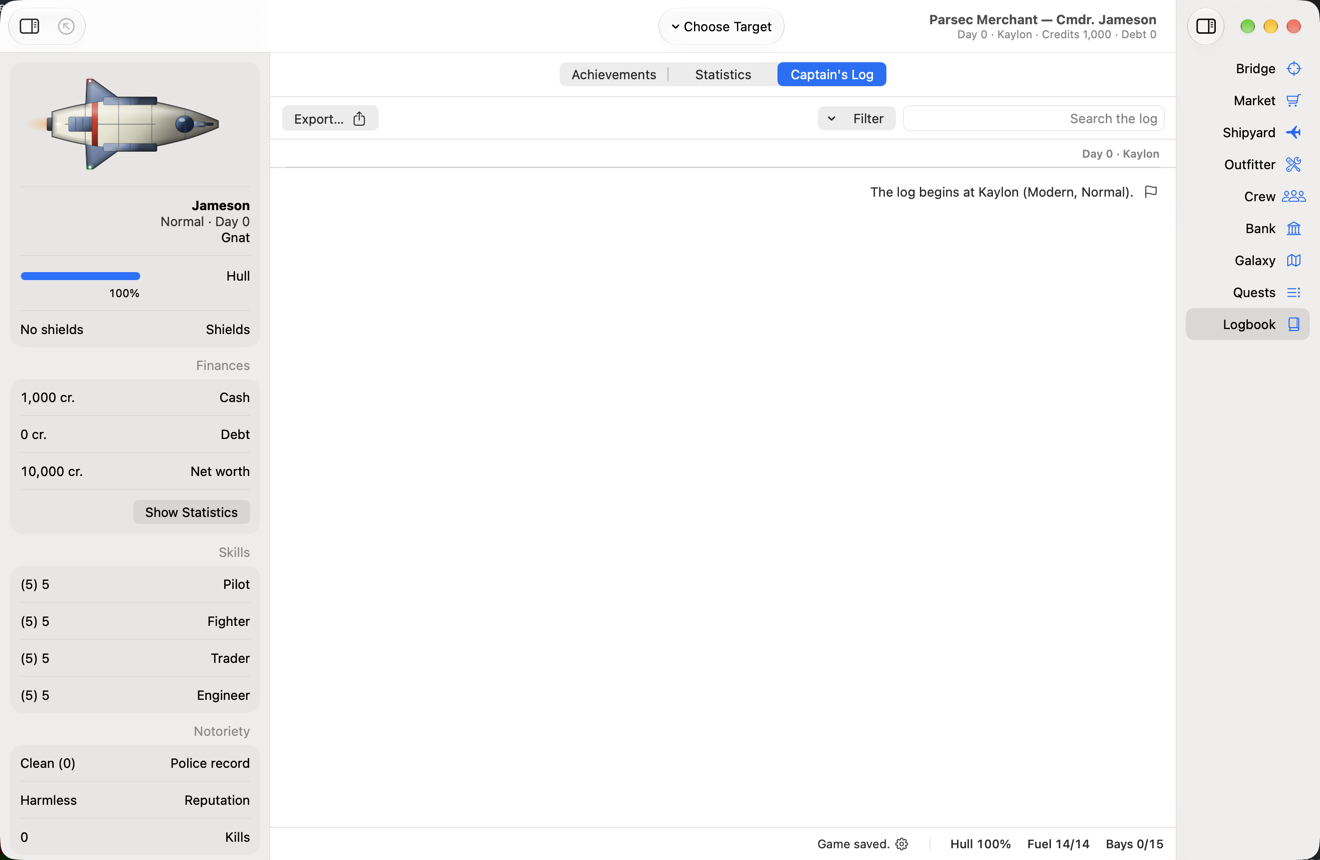 Choose Target
Parsec Merchant — Cmdr. Jameson
Day 0 · Kaylon · Credits 1,000 · Debt 0
Bridge
Market
Shipyard
Outfitter
Crew
Bank
Galaxy
Quests
Logbook
Achievements
Statistics
Captain's Log
Export...
Filter
Search the log
Day 0 · Kaylon
The log begins at Kaylon (Modern, Normal).
Jameson
Normal · Day 0
Gnat
Hull
100%
No shields Shields
Finances
1,000 cr. Cash
0 cr. Debt
10,000 cr. Net worth
Show Statistics
Skills
(5) 5 Pilot
(5) 5 Fighter
(5) 5 Trader
(5) 5 Engineer
Notoriety
Clean (0) Police record
Harmless Reputation
0 Kills
Game saved.
Hull 100% Fuel 14/14 Bays 0/15